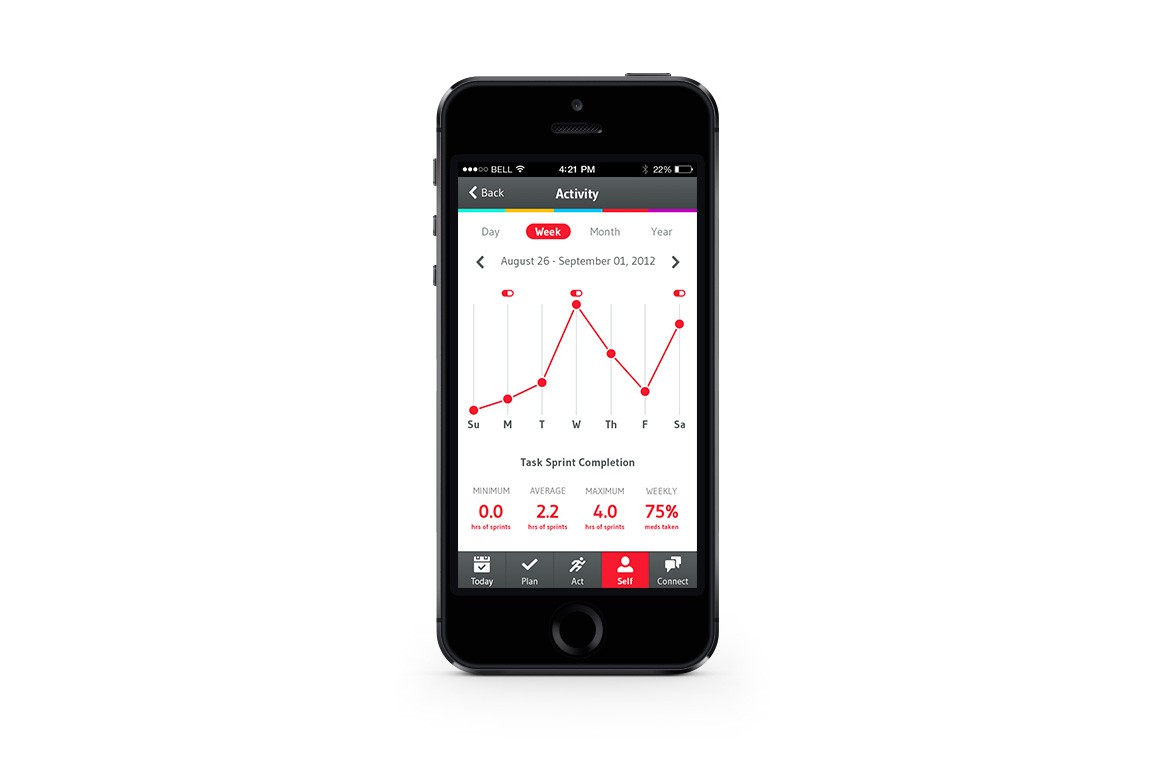 BELL 4:21 PM 22%
Back Activity
Day Week Month Year
August 26 - September 01, 2012
Su M T W Th F Sa
Task Sprint Completion
MINIMUM AVERAGE MAXIMUM WEEKLY
0.0 2.2 4.0 75%
hrs of sprints hrs of sprints hrs of sprints meds taken
Today Plan Act Self Connect